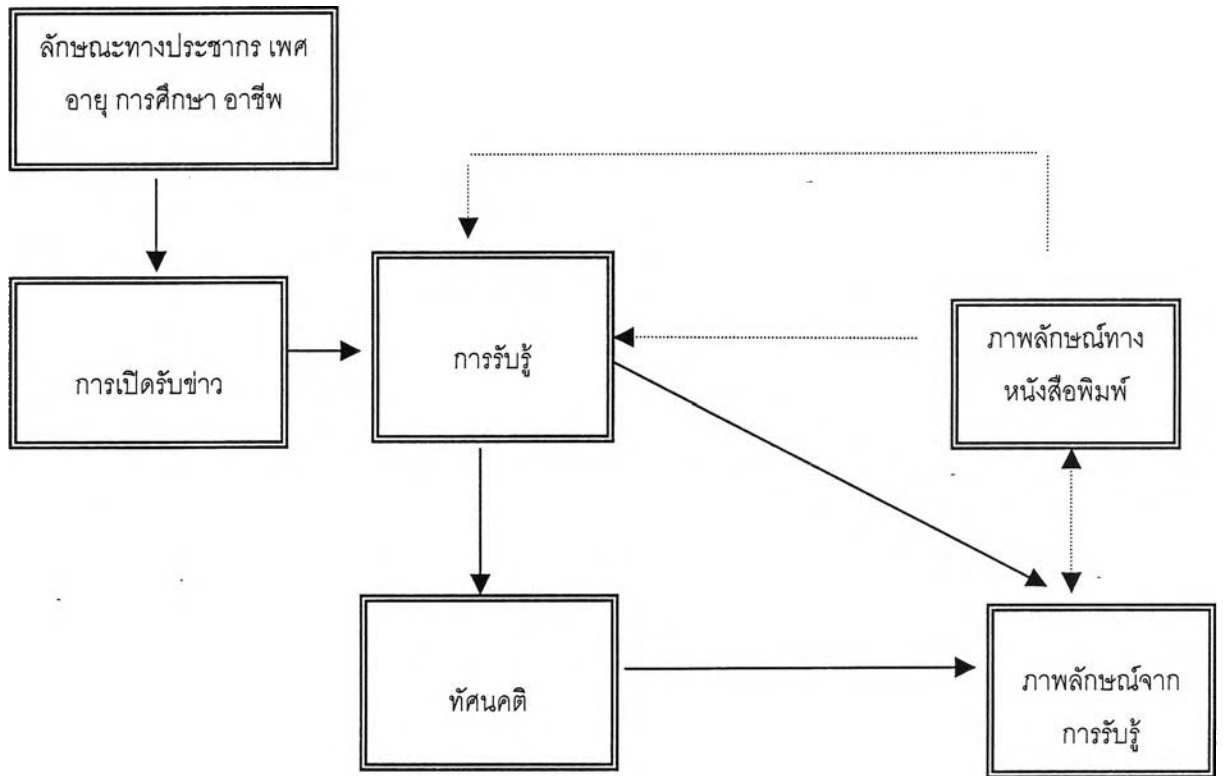 ลักษณะทางประชากร เพศ
อายุ การศึกษา อาชีพ
การเปิดรับข่าว
การรับรู้
ภาพลักษณ์ทาง
หนังสือพิมพ์
ทัศนคติ
ภาพลักษณ์จาก
การรับรู้